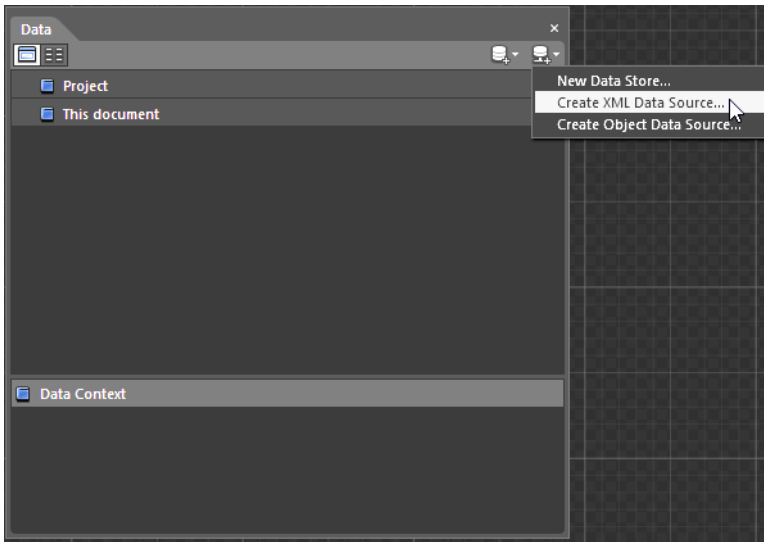 Data
Project
This document
New Data Store...
Create XML Data Source...
Create Object Data Source...
Data Context